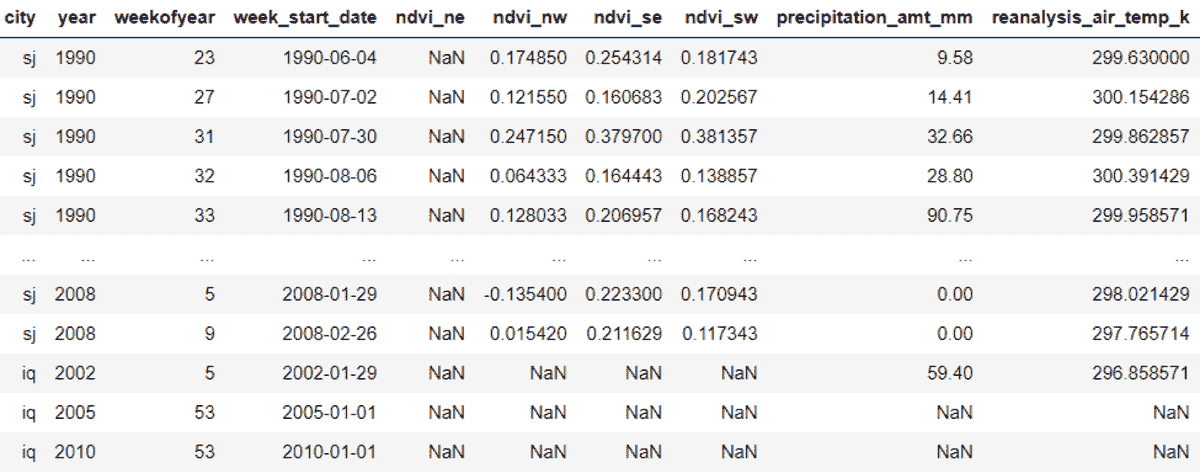 city year weekofyear week_start_date ndvi_ne ndvi_nw ndvi_se ndvi_sw precipitation_amt_mm reanalysis_air_temp_k
sj 1990 23 1990-06-04 NaN 0.174850 0.254314 0.181743 9.58 299.630000
sj 1990 27 1990-07-02 NaN 0.121550 0.160683 0.202567 14.41 300.154286
sj 1990 31 1990-07-30 NaN 0.247150 0.379700 0.381357 32.66 299.862857
sj 1990 32 1990-08-06 NaN 0.064333 0.164443 0.138857 28.80 300.391429
sj 1990 33 1990-08-13 NaN 0.128033 0.206957 0.168243 90.75 299.958571
... ... ... ... ... ... ... ... ... ...
sj 2008 5 2008-01-29 NaN -0.135400 0.223300 0.170943 0.00 298.021429
sj 2008 9 2008-02-26 NaN 0.015420 0.211629 0.117343 0.00 297.765714
iq 2002 5 2002-01-29 NaN NaN NaN NaN 59.40 296.858571
iq 2005 53 2005-01-01 NaN NaN NaN NaN NaN NaN
iq 2010 53 2010-01-01 NaN NaN NaN NaN NaN NaN